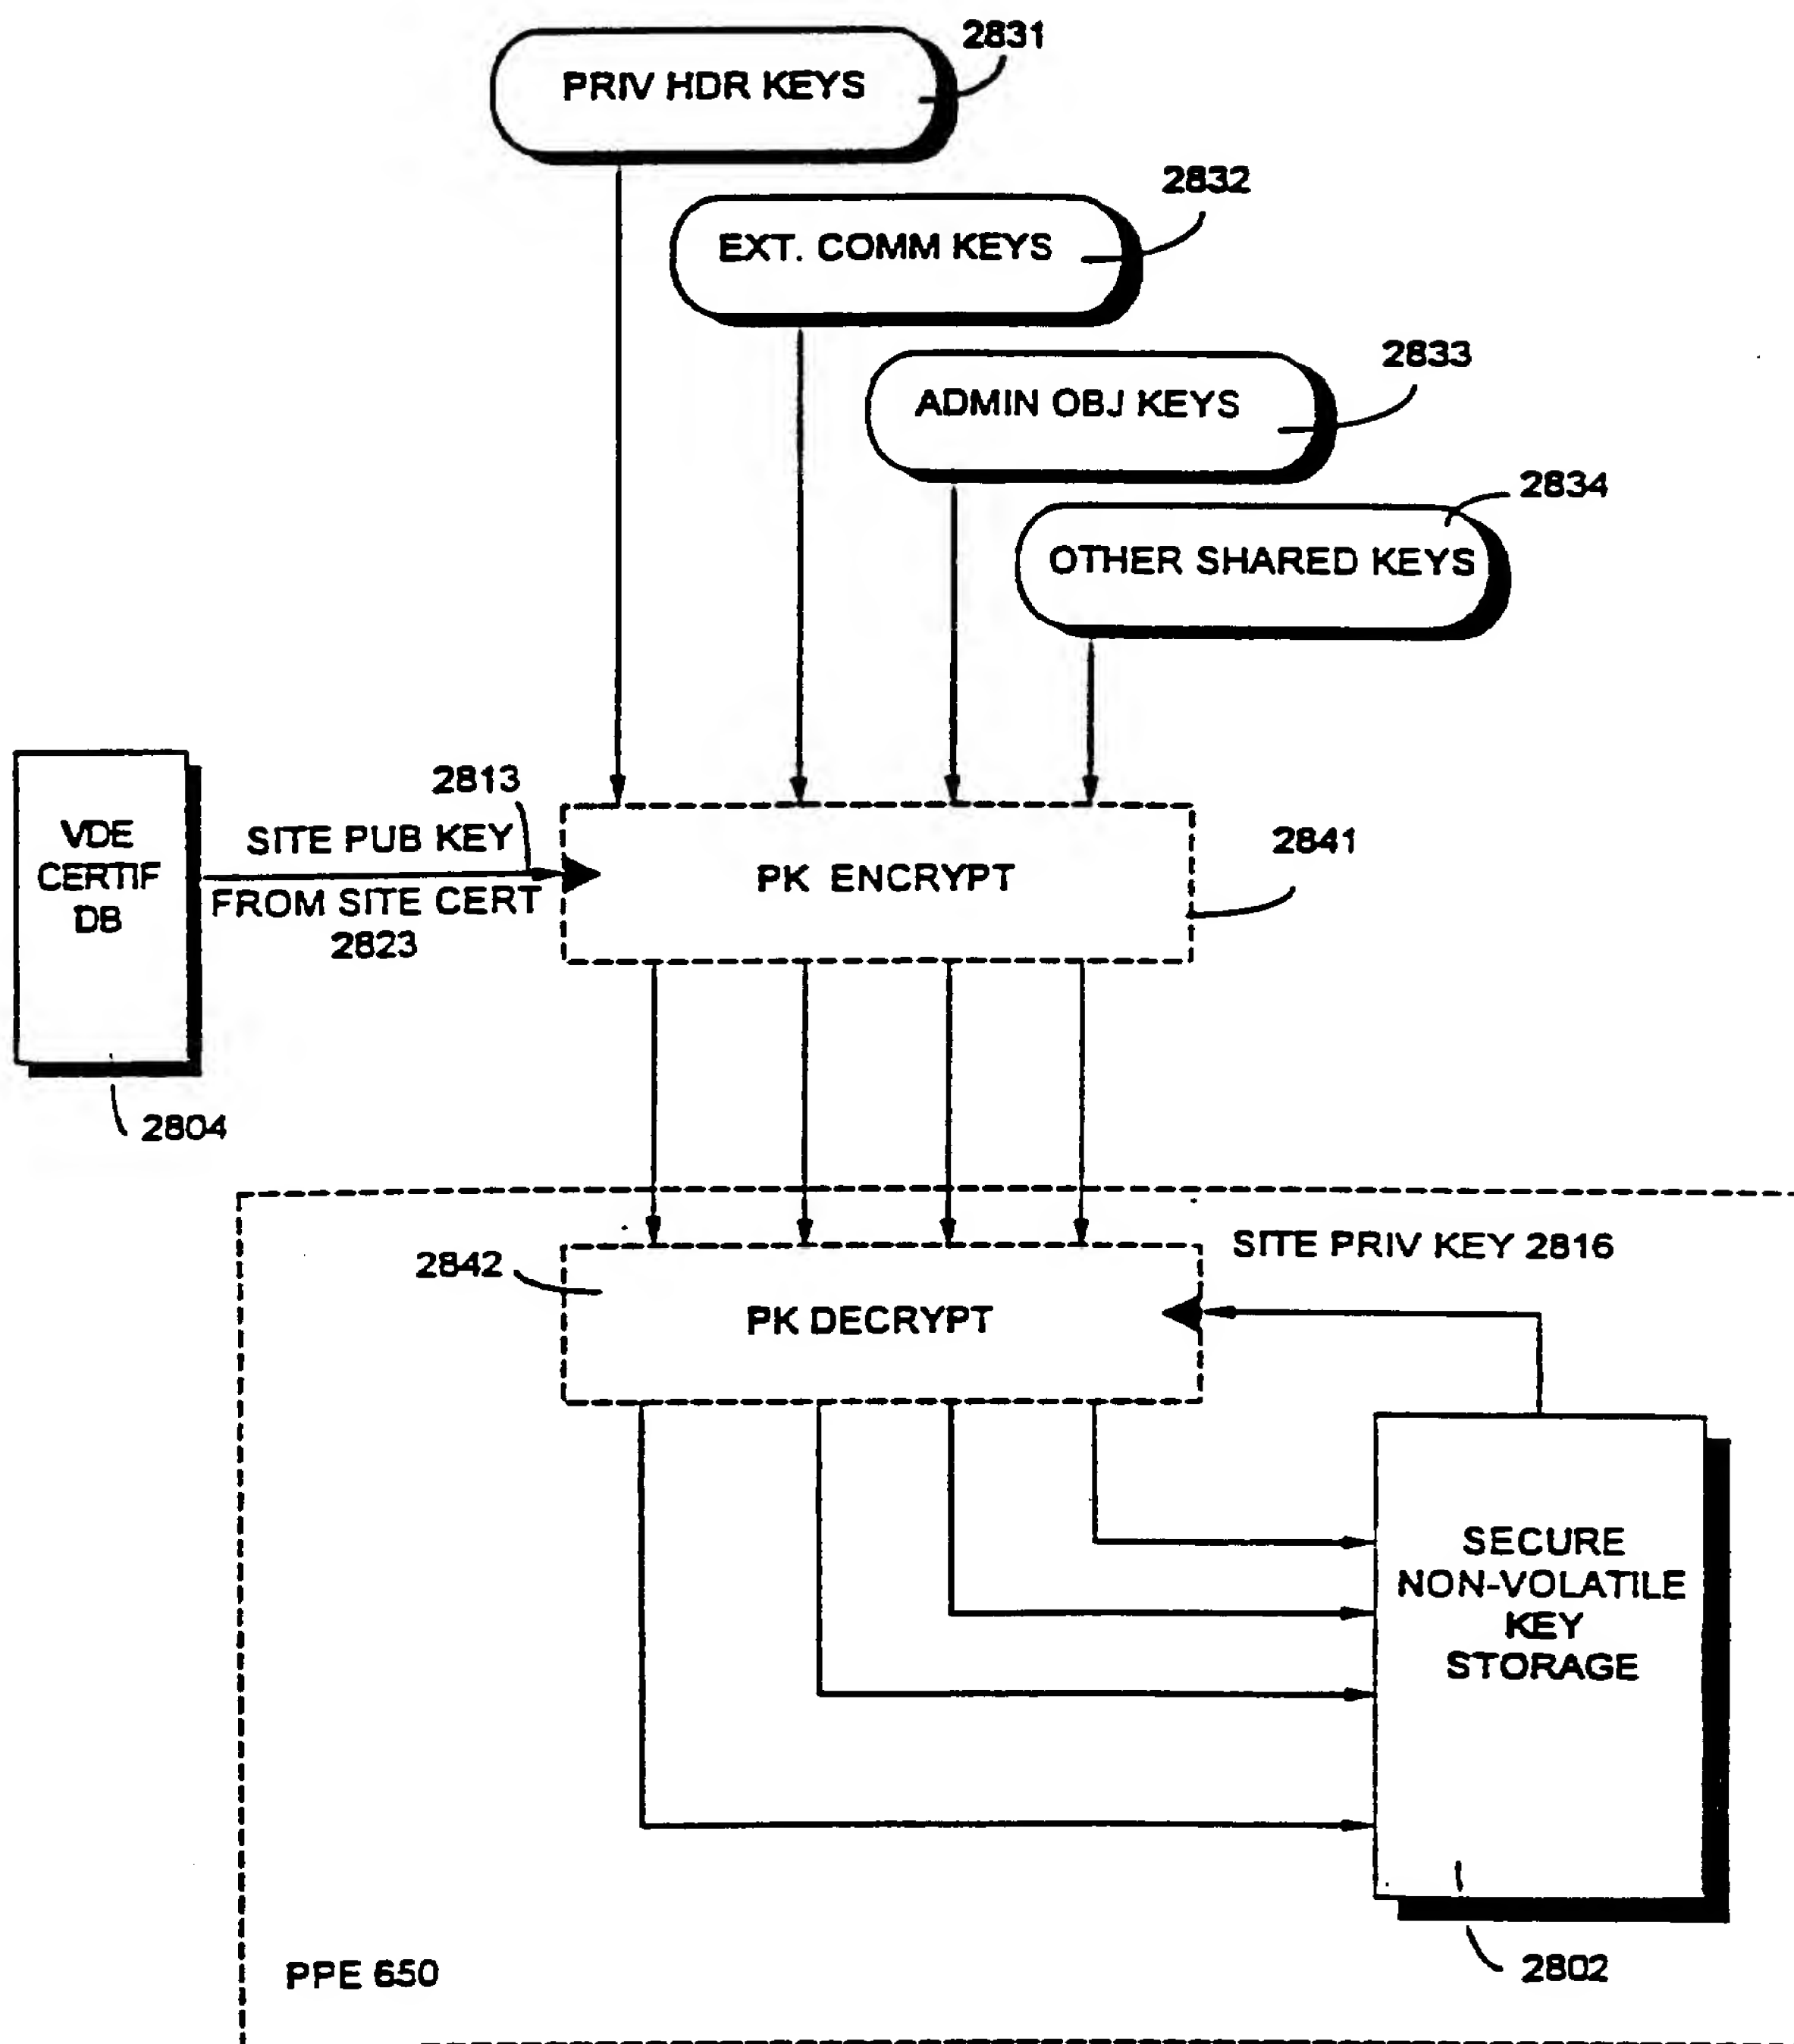 2831
PRIV HDR KEYS
2832
EXT. COMM KEYS
2833
ADMIN OBJ KEYS
2834
OTHER SHARED KEYS
VDE
CERTIF
DB
2804
2813
SITE PUB KEY
FROM SITE CERT
2823
PK ENCRYPT
2841
SITE PRIV KEY 2816
2842
PK DECRYPT
SECURE
NON-VOLATILE
KEY
STORAGE
2802
PPE 650